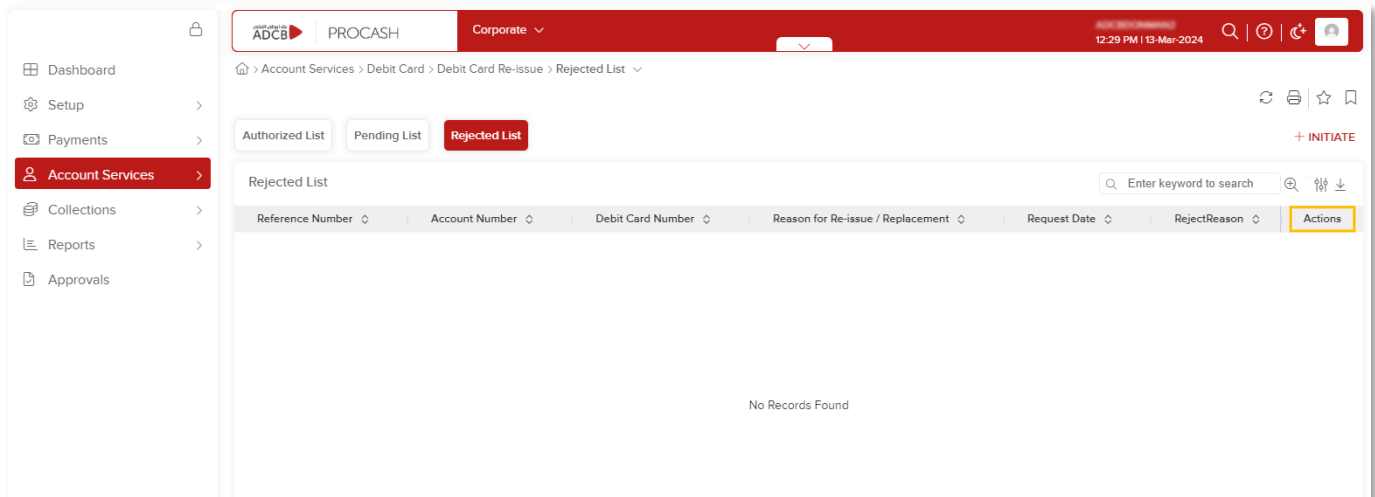 ADCB
PROCASH
Corporate
12:29 PM | 13-Mar-2024
Dashboard
Setup
Payments
Account Services
Collections
Reports
Approvals
> Account Services > Debit Card > Debit Card Re-issue > Rejected List
Authorized List
Pending List
Rejected List
+ INITIATE
Rejected List
Enter keyword to search
Reference Number
Account Number
Debit Card Number
Reason for Re-issue / Replacement
Request Date
RejectReason
Actions
No Records Found